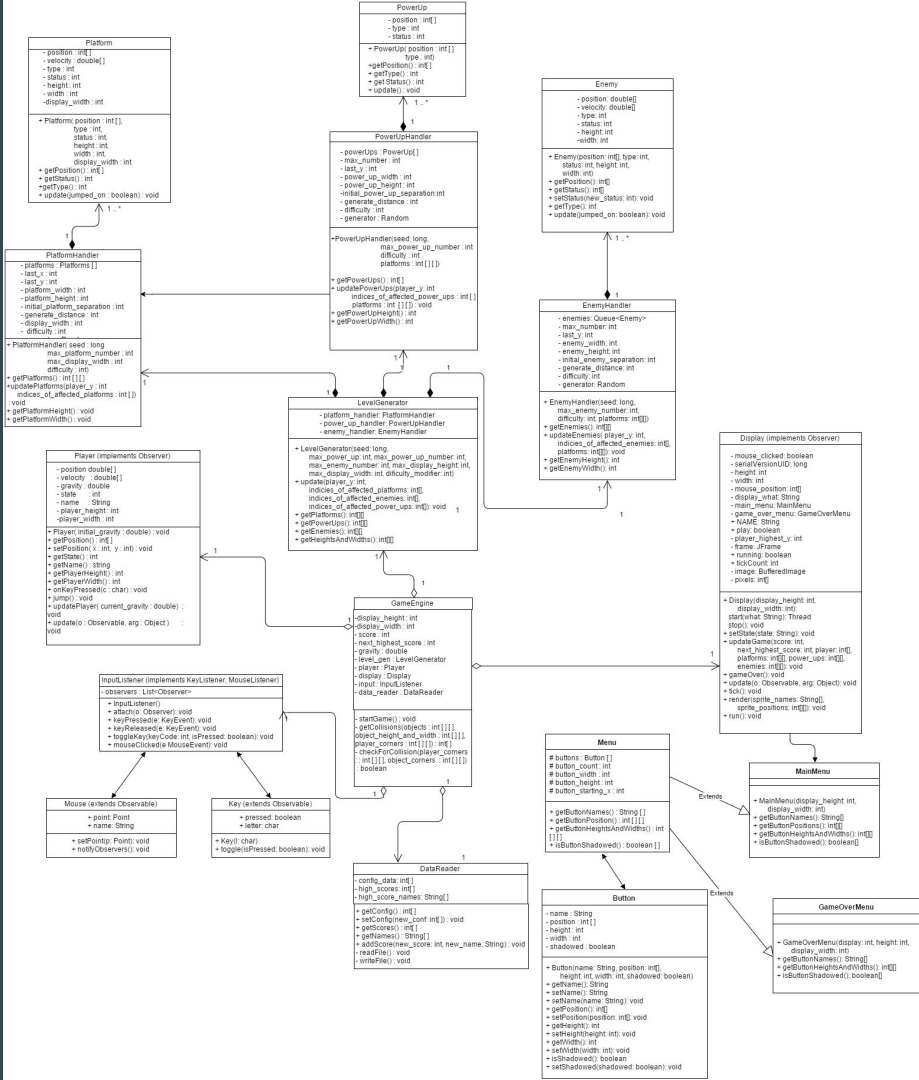 PowerUp
- position : int[ ]
- type : int
- status : int
+ PowerUp( position : int [ ]
type : int)
+getPosition() : int[ ]
+ getType() : int
+ get Status() : int
+ update() : void
1 .. *
1
Platform
- position : int[ ]
- velocity : double[ ]
- type : int
- status : int
- height : int
- width : int
-display_width : int
+ Platform( position : int [ ],
type : int,
status : int,
height : int,
width : int,
display_width : int
+ getPosition() : int[ ]
+ getStatus() : int
+getType() : int
+ update(jumped_on : boolean) : void
1 .. *
1
Enemy
- position: double[]
- velocity: double[]
- type: int
- status: int
- height: int
-width: int
+ Enemy(position: int[], type: int,
status: int, height: int,
width: int)
+ getPosition(): int[]
+ getStatus(): int[]
+ setStatus(new_status: int): void
+ getType(): int
+ update(jumped_on: boolean): void
1 .. *
1
PowerUpHandler
- powerUps : PowerUp[ ]
- max_number : int
- last_y : int
- power_up_width : int
- power_up_height : int
-initial_power_up_separation:int
- generate_distance : int
- difficulty : int
- generator : Random
+PowerUpHandler(seed : long,
max_power_up_number : int
difficulty : int
platforms : int [ ] [ ])
+ getPowerUps() : int[ ]
+ updatePowerUps(player_y : int
indices_of_affected_power_ups : int [ ]
platforms : int [ ] [ ]) : void
+ getPowerUpHeight() : int
+ getPowerUpWidth() : int
1
PlatformHandler
- platforms : Platforms [ ]
- last_x : int
- last_y : int
- platform_width : int
- platform_height : int
- initial_platform_separation : int
- generate_distance : int
- display_width : int
- difficulty : int
+ PlatformHandler( seed : long
max_platform_number : int
max_display_width : int
difficulty : int)
+ getPlatforms() : int [ ] [ ]
+updatePlatforms(player_y : int
indices_of_affected_platforms : int [ ])
: void
+ getPlatformHeight() : void
+ getPlatformWidth() : void
1
EnemyHandler
- enemies: Queue<Enemy>
- max_number: int
- last_y: int
- enemy_width: int
- enemy_height: int
- initial_enemy_separation: int
- generate_distance: int
- difficulty: int
- generator: Random
+ EnemyHandler(seed: long,
max_enemy_number: int,
difficulty: int, platforms: int[][])
+ getEnemies(): int[][]
+ updateEnemies( player_y: int,
indices_of_affected_enemies: int[],
platforms: int[][]): void
+ getEnemyHeight(): int
+ getEnemyWidth(): int
1
1
1
1
LevelGenerator
- platform_handler: PlatformHandler
- power_up_handler: PowerUpHandler
- enemy_handler: EnemyHandler
+ LevelGenerator(seed: long,
max_power_up: int, max_power_up_number: int,
max_enemy_number: int, max_display_height: int,
max_display_width: int, dificulty_modifier: int)
+ update(player_y: int,
indicies_of_affected_platforms: int[],
indices_of_affected_enemies: int[],
indices_of_affected_power_ups: int[]): void
+ getPlatforms(): int[][]
+ getPowerUps(): int[][]
+ getEnemies(): int[][]
+ getHeightsAndWidths(): int[][]
1
1
1
Player (implements Observer)
- position double[ ]
- velocity : double[ ]
- gravity : double
- state : int
- name : String
- player_height : int
-player_width : int
+ Player( initial_gravity : double) : void
+ getPosition() : int[ ]
+ setPosition( x : int, y : int) : void
+ getState() : int
+ getName() : string
+ getPlayerHeight() : int
+ getPlayerWidth() : int
+ onKeyPressed(c : char) : void
+ jump() : void
+ updatePlayer( current_gravity : double) :
void
+ update(o : Observable, arg : Object ) :
void
1
1
GameEngine
-display_height : int
-display_width : int
- score : int
- next_highest_score : int
- gravity : double
- level_gen : LevelGenerator
- player : Player
- display : Display
- input : InputListener
- data_reader : DataReader
- startGame() : void
- getCollisions(objects : int [ ] [ ],
object_height_and_width : int [ ] [ ],
player_corners : int [ ] [ ]) : int[ ]
- checkForCollision(player_corners
: int [ ] [ ], object_corners : int [ ] [ ])
: boolean
1
1
1
1
1
1
Display (implements Observer)
- mouse_clicked: boolean
- serialVersionUID: long
- height: int
- width: int
- mouse_position: int[]
- display_what: String
- main_menu: MainMenu
- game_over_menu: GameOverMenu
+ NAME: String
+ play: boolean
- player_highest_y: int
- frame: JFrame
+ running: boolean
+ tickCount: int
- image: BufferedImage
- pixels: int[]
+ Display(display_height: int,
display_width: int):
start(what: String): Thread
stop(): void
+ setState(state: String): void
+ updateGame(score: int,
next_highest_score: int, player: int[],
platforms: int[][], power_ups: int[][],
enemies: int[][]): void
+ gameOver(): void
+ update(o: Observable, arg: Object): void
+ tick(): void
+ render(sprite_names: String[],
sprite_positions: int[][]): void
+ run(): void
InputListener (implements KeyListener, MouseListener)
- observers : List<Observer>
+ InputListener()
+ attach(o: Observer): void
+ keyPressed(e: KeyEvent): void
+ keyReleased(e: KeyEvent): void
+ toggleKey(keyCode: int, isPressed: boolean): void
+ mouseClicked(e MouseEvent): void
Mouse (extends Observable)
+ point: Point
+ name: String
+ setPoint(p: Point): void
+ notifyObservers(): void
Key (extends Observable)
+ pressed: boolean
+ letter: char
+ Key(l: char)
+ toggle(isPressed: boolean): void
DataReader
- config_data: int[ ]
- high_scores: int[ ]
- high_score_names: String[ ]
+ getConfig() : int[ ]
+ setConfig(new_conf: int[ ]) : void
+ getScores() : int[ ]
+ getNames() : String[ ]
+ addScore(new_score: int, new_name: String) : void
- readFile() : void
- writeFile() : void
Menu
# buttons : Button [ ]
# button_count : int
# button_width : int
# button_height : int
# button_starting_x : int
+ getButtonNames() : String [ ]
+ getButtonPosition() : int [ ] [ ]
+ getButtonHeightsAndWidths() : int
[ ] [ ]
+ isButtonShadowed() : boolean [ ]
Extends
Extends
MainMenu
+ MainMenu(display_height: int,
display_width: int)
+ getButtonNames(): String[]
+ getButtonPositions(): int[][]
+ getButtonHeightsAndWidths(): int[][]
+ isButtonShadowed(): boolean[]
Button
- name : String
- position : int [ ]
- height : int
- width : int
- shadowed : boolean
+ Button(name: String, position: int[],
height: int, width: int, shadowed: boolean)
+ getName(): String
+ setName(): String
+ setName(name: String): void
+ getPosition(): int[]
+ setPosition(position: int[]: void
+ getHeight(): int
+ setHeight(height: int): void
+ getWidth(): int
+ setWidth(width: int): void
+ isShadowed(): boolean
+ setShadowed(shadowed: boolean): void
GameOverMenu
+ GameOverMenu(display: int, height: int,
display_width: int)
+ getButtonNames(): String[]
+ getButtonHeightsAndWidths(): int[][]
+ isButtonShadowed(): boolean[]